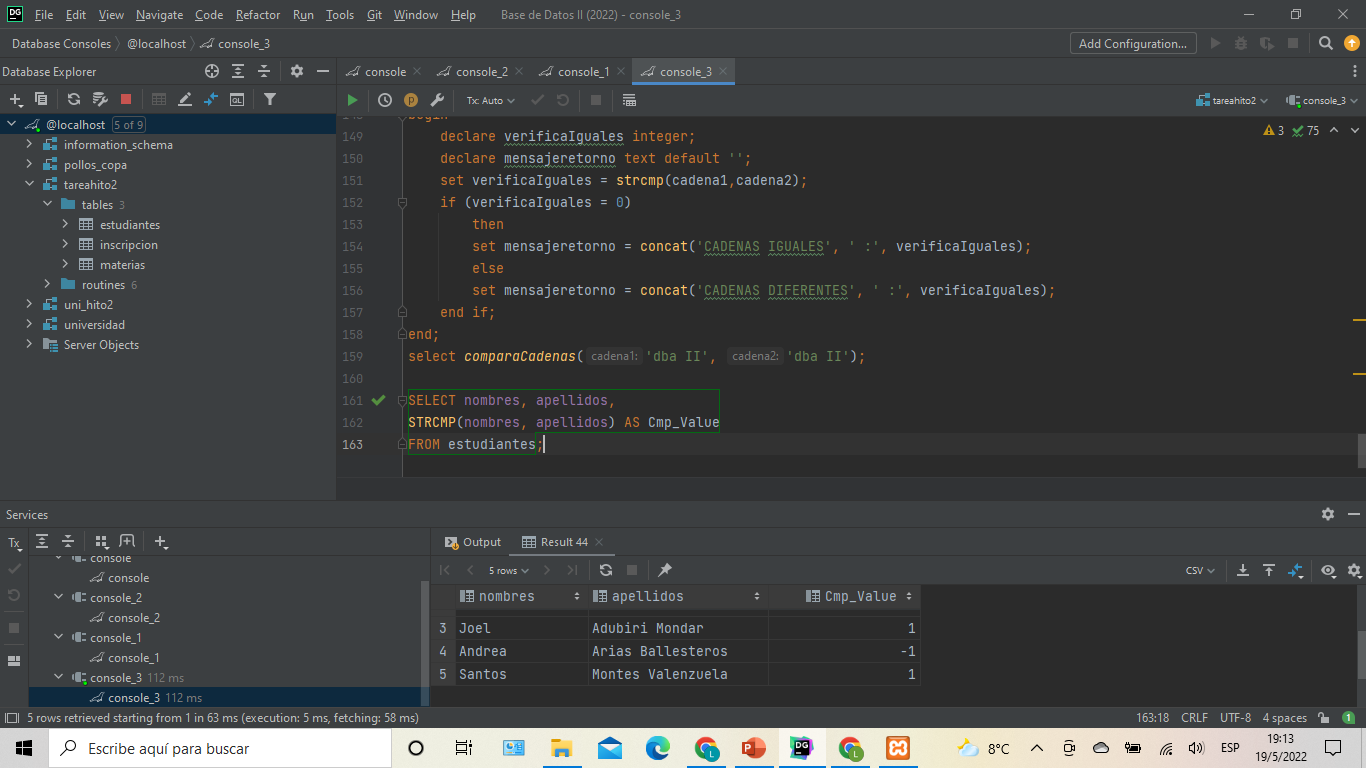 DG File Edit View Navigate Code Refactor Run Tools Git Window Help Base de Datos II (2022) - console_3
Database Consoles @localhost console_3 Add Configuration...
Database Explorer
console console_2 console_1 console_3
Tx: Auto tareahito2 console_3
@localhost 5 of 9
information_schema
pollos_copa
tareahito2
tables 3
estudiantes
inscripcion
materias
routines 6
uni_hito2
universidad
Server Objects
3 75
148 begin
149 declare verificaIguales integer;
150 declare mensajeretorno text default '';
151 set verificaIguales = strcmp(cadena1,cadena2);
152 if (verificaIguales = 0)
153 then
154 set mensajeretorno = concat('CADENAS IGUALES', ' :', verificaIguales);
155 else
156 set mensajeretorno = concat('CADENAS DIFERENTES', ' :', verificaIguales);
157 end if;
158 end;
159 select comparaCadenas( cadena1: 'dba II', cadena2: 'dba II');
160
161 SELECT nombres, apellidos,
162 STRCMP(nombres, apellidos) AS Cmp_Value
163 FROM estudiantes;
Services
Tx
console
console
console_2
console_2
console_1
console_1
console_3 112 ms
console_3 112 ms
Output Result 44
5 rows CSV
nombres apellidos Cmp_Value
3 Joel Adubiri Mondar 1
4 Andrea Arias Ballesteros -1
5 Santos Montes Valenzuela 1
5 rows retrieved starting from 1 in 63 ms (execution: 5 ms, fetching: 58 ms) 163:18 CRLF UTF-8 4 spaces 1
Escribe aquí para buscar 8°C ESP 19:13
19/5/2022